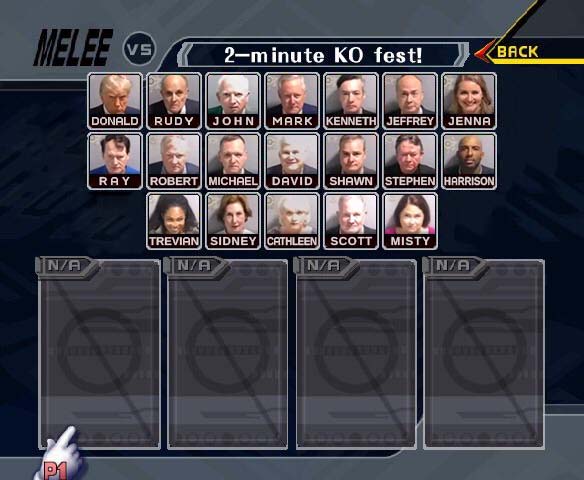 MELEE VS 2-minute KO fest! BACK
DONALD RUDY JOHN MARK KENNETH JEFFREY JENNA
RAY ROBERT MICHAEL DAVID SHAWN STEPHEN HARRISON
TREVIAN SIDNEY CATHLEEN SCOTT MISTY
N/A N/A N/A N/A
P1